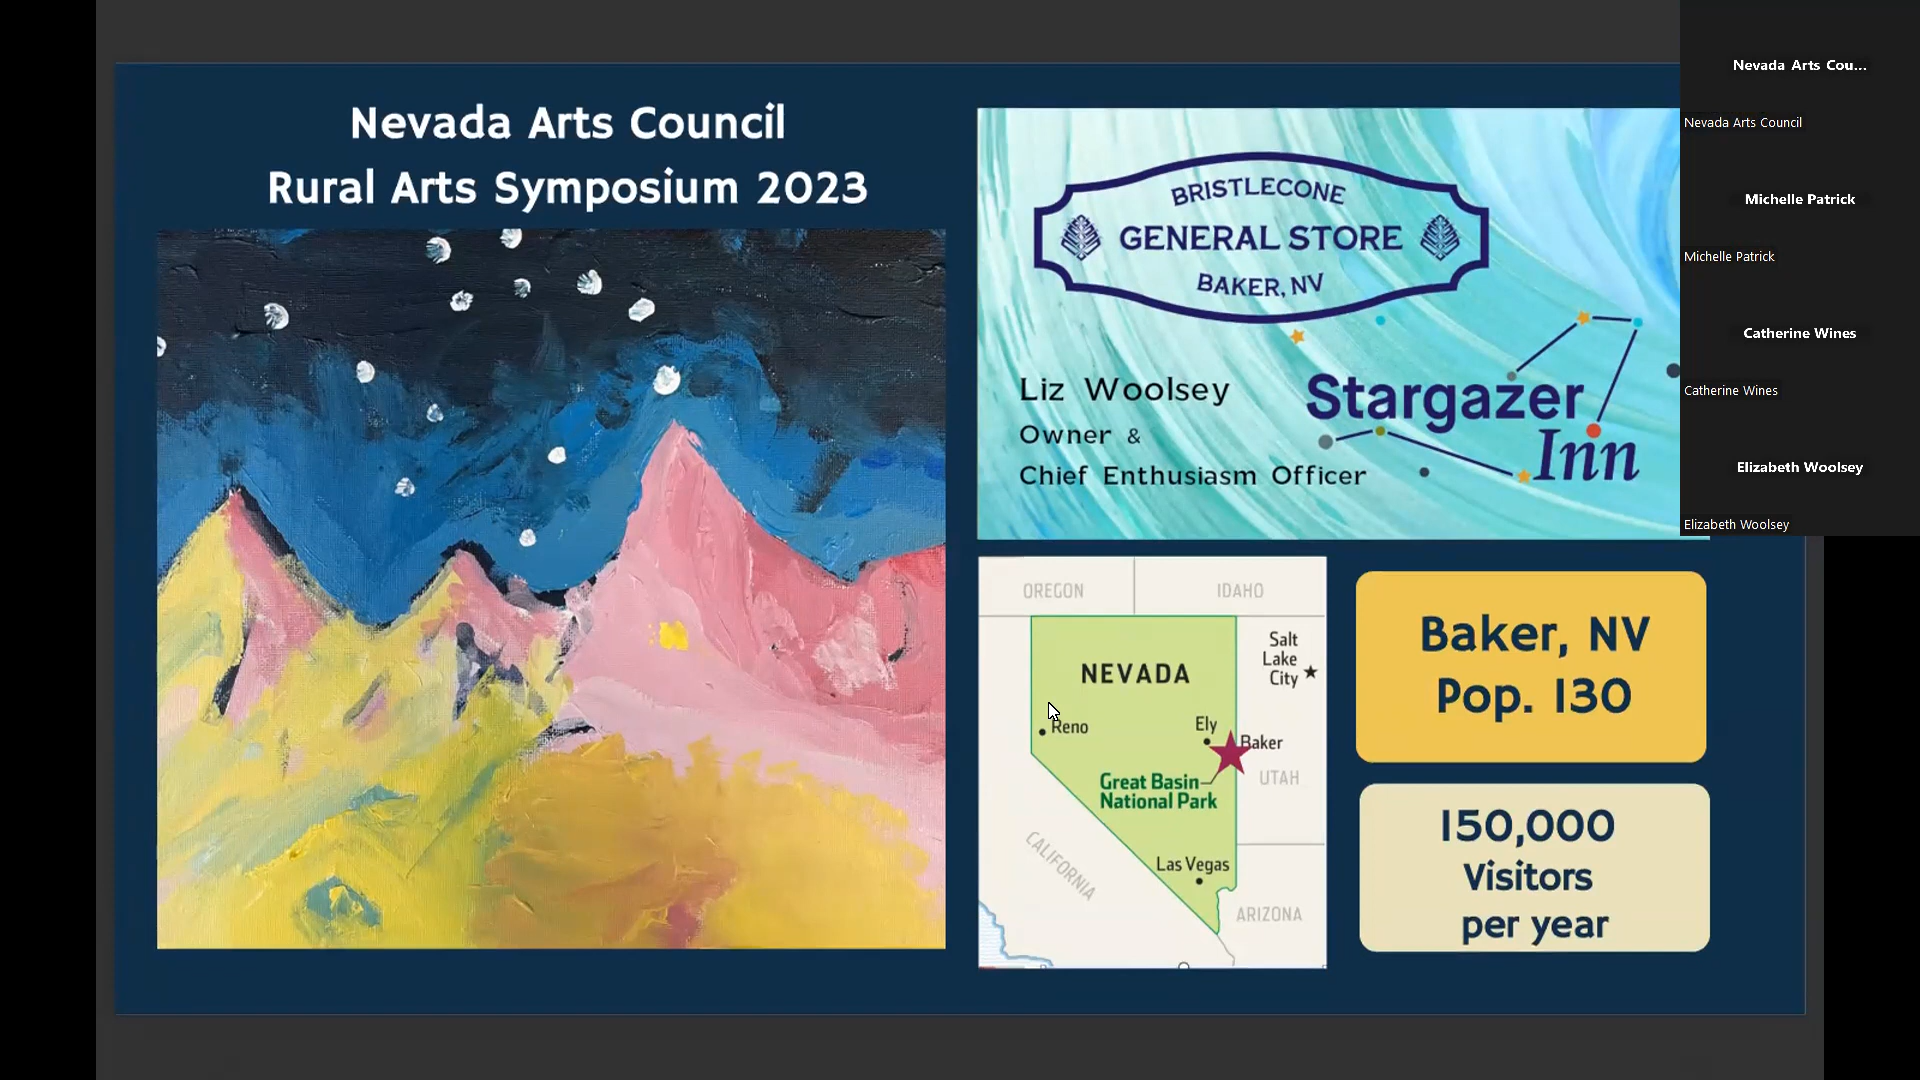 Nevada Arts Council
Rural Arts Symposium 2023
BRISTLECONE
GENERAL STORE
BAKER, NV
Liz Woolsey
Owner &
Chief Enthusiasm Officer
Stargazer
Inn
OREGON
IDAHO
Salt
Lake
City
NEVADA
Reno
Ely
Baker
UTAH
Great Basin
National Park
CALIFORNIA
Las Vegas
ARIZONA
Baker, NV
Pop. 130
150,000
Visitors
per year
Nevada Arts Cou...
Nevada Arts Council
Michelle Patrick
Michelle Patrick
Catherine Wines
Catherine Wines
Elizabeth Woolsey
Elizabeth Woolsey